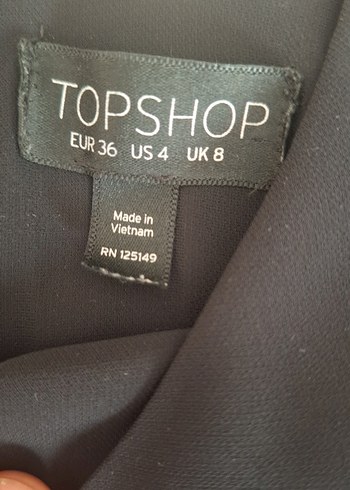 TOPSHOP
EUR 36 US 4 UK 8
Made in
Vietnam
RN 125149